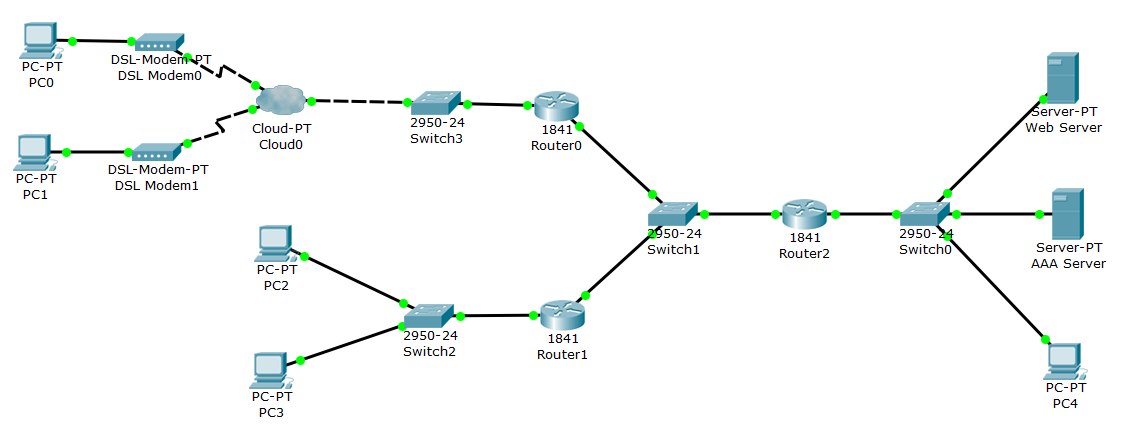 PC-PT
PC0
DSL-Modem-PT
DSL Modem0
Cloud-PT
Cloud0
PC-PT
PC1
DSL-Modem-PT
DSL Modem1
2950-24
Switch3
1841
Router0
PC-PT
PC2
2950-24
Switch2
1841
Router1
PC-PT
PC3
2950-24
Switch1
1841
Router2
2950-24
Switch0
Server-PT
Web Server
Server-PT
AAA Server
PC-PT
PC4